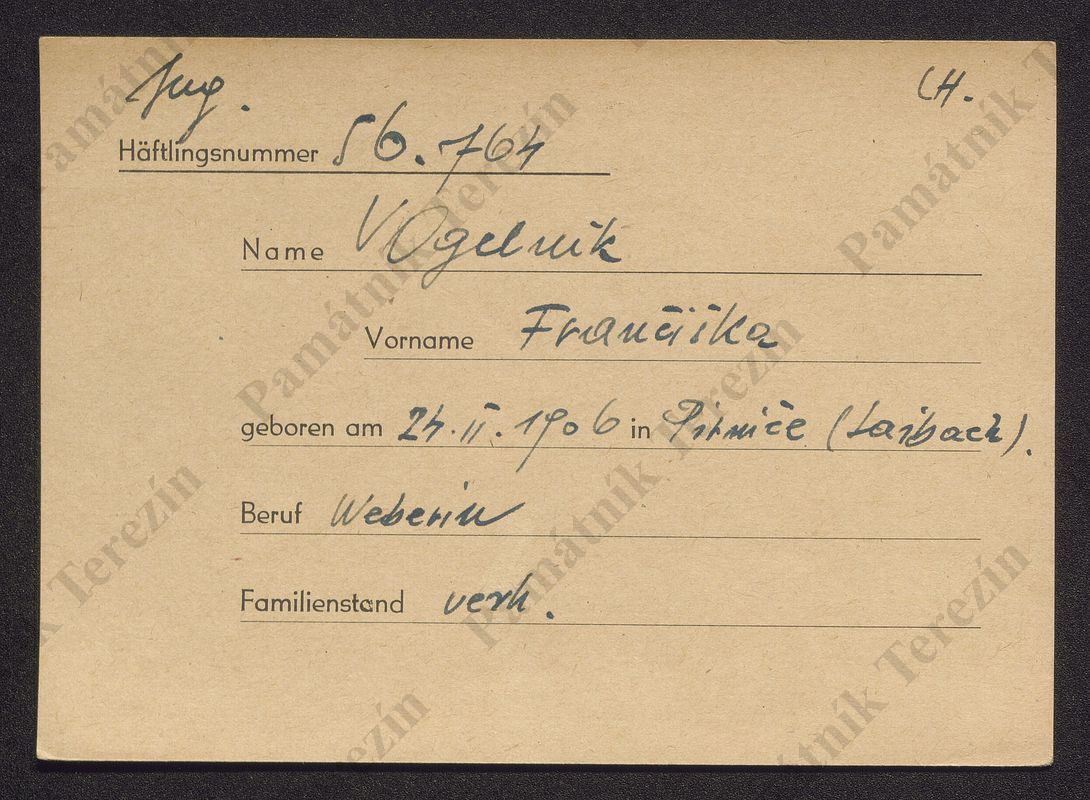 Jug. LH.
Häftlingsnummer 56.764
Name Vogelnik
Vorname Frančiška
geboren am 24.II.1906 in Pirniče (Laibach).
Beruf Weberin
Familienstand verh.
Památník Terezín